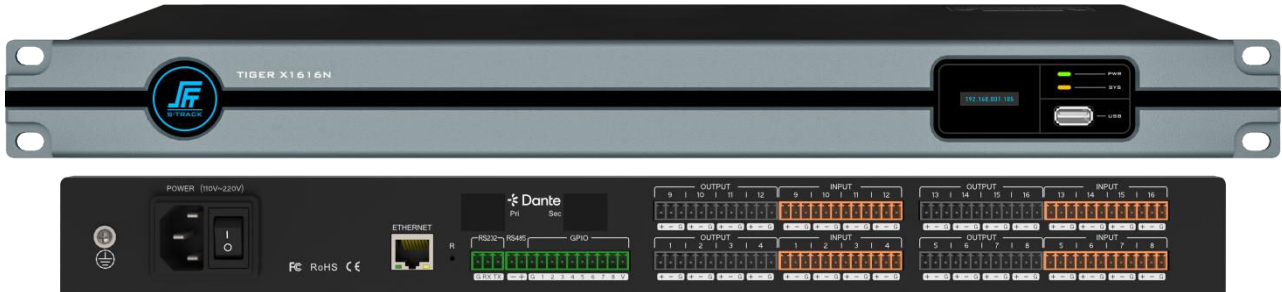 TIGER X1616N
S-TRACK
PWR
SYS
192.168.001.185
USB
POWER (110V~220V)
Dante
Pri Sec
ETHERNET
R
RS232 RS485 GPIO
G RX TX − + G 1 2 3 4 5 6 7 8 V
FC RoHS CE
OUTPUT INPUT OUTPUT INPUT
9 10 11 12 9 10 11 12 13 14 15 16 13 14 15 16
+ − G + − G + − G + − G + − G + − G + − G + − G + − G + − G + − G + − G + − G + − G + − G + − G
OUTPUT INPUT OUTPUT INPUT
1 2 3 4 1 2 3 4 5 6 7 8 5 6 7 8
+ − G + − G + − G + − G + − G + − G + − G + − G + − G + − G + − G + − G + − G + − G + − G + − G